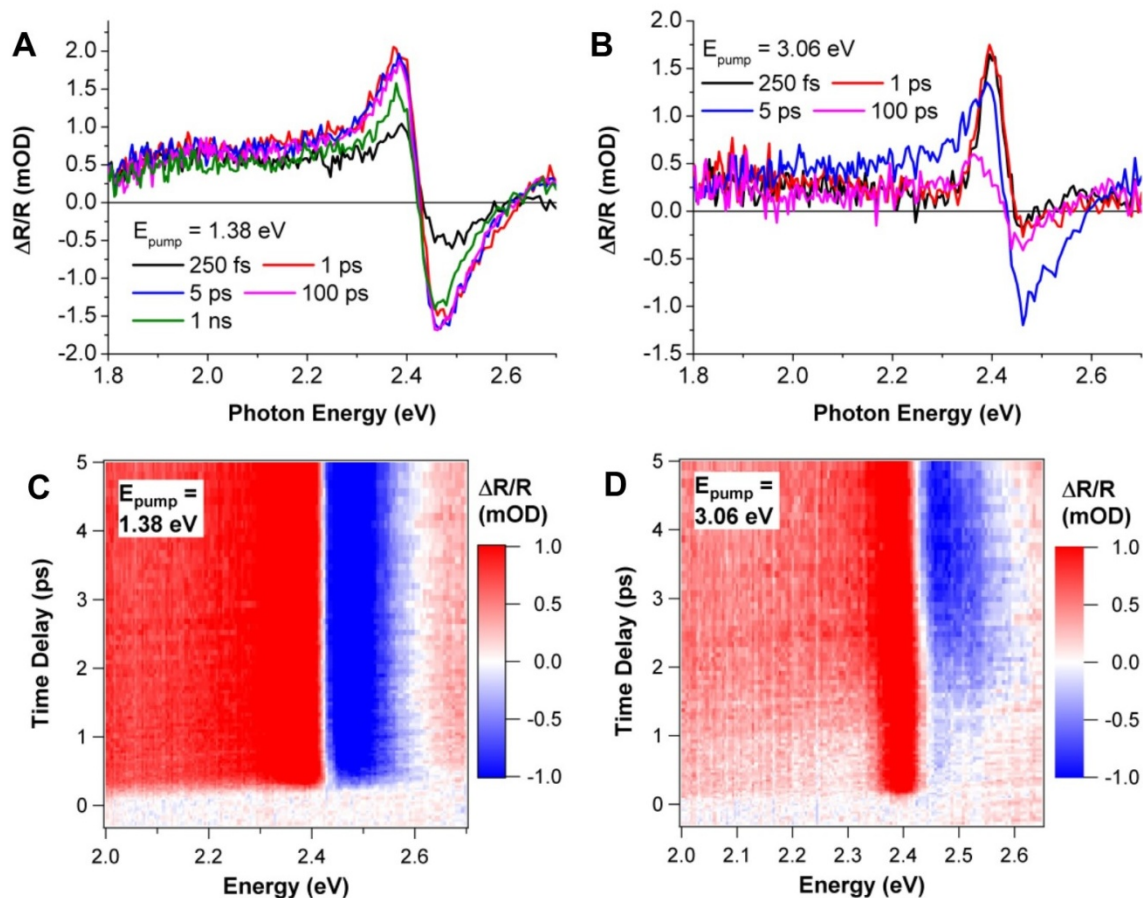 A
ΔR/R (mOD)
2.0
1.5
1.0
0.5
0.0
-0.5
-1.0
-1.5
-2.0
E_pump = 1.38 eV
250 fs 1 ps
5 ps 100 ps
1 ns
1.8 2.0 2.2 2.4 2.6
Photon Energy (eV)
B
ΔR/R (mOD)
2.0
1.5
1.0
0.5
0.0
-0.5
-1.0
-1.5
E_pump = 3.06 eV
250 fs 1 ps
5 ps 100 ps
1.8 2.0 2.2 2.4 2.6
Photon Energy (eV)
C
Time Delay (ps)
5
4
3
2
1
0
E_pump =
1.38 eV
2.0 2.2 2.4 2.6
Energy (eV)
ΔR/R
(mOD)
1.0
0.5
0.0
-0.5
-1.0
D
Time Delay (ps)
5
4
3
2
1
0
E_pump =
3.06 eV
2.0 2.1 2.2 2.3 2.4 2.5 2.6
Energy (eV)
ΔR/R
(mOD)
1.0
0.5
0.0
-0.5
-1.0